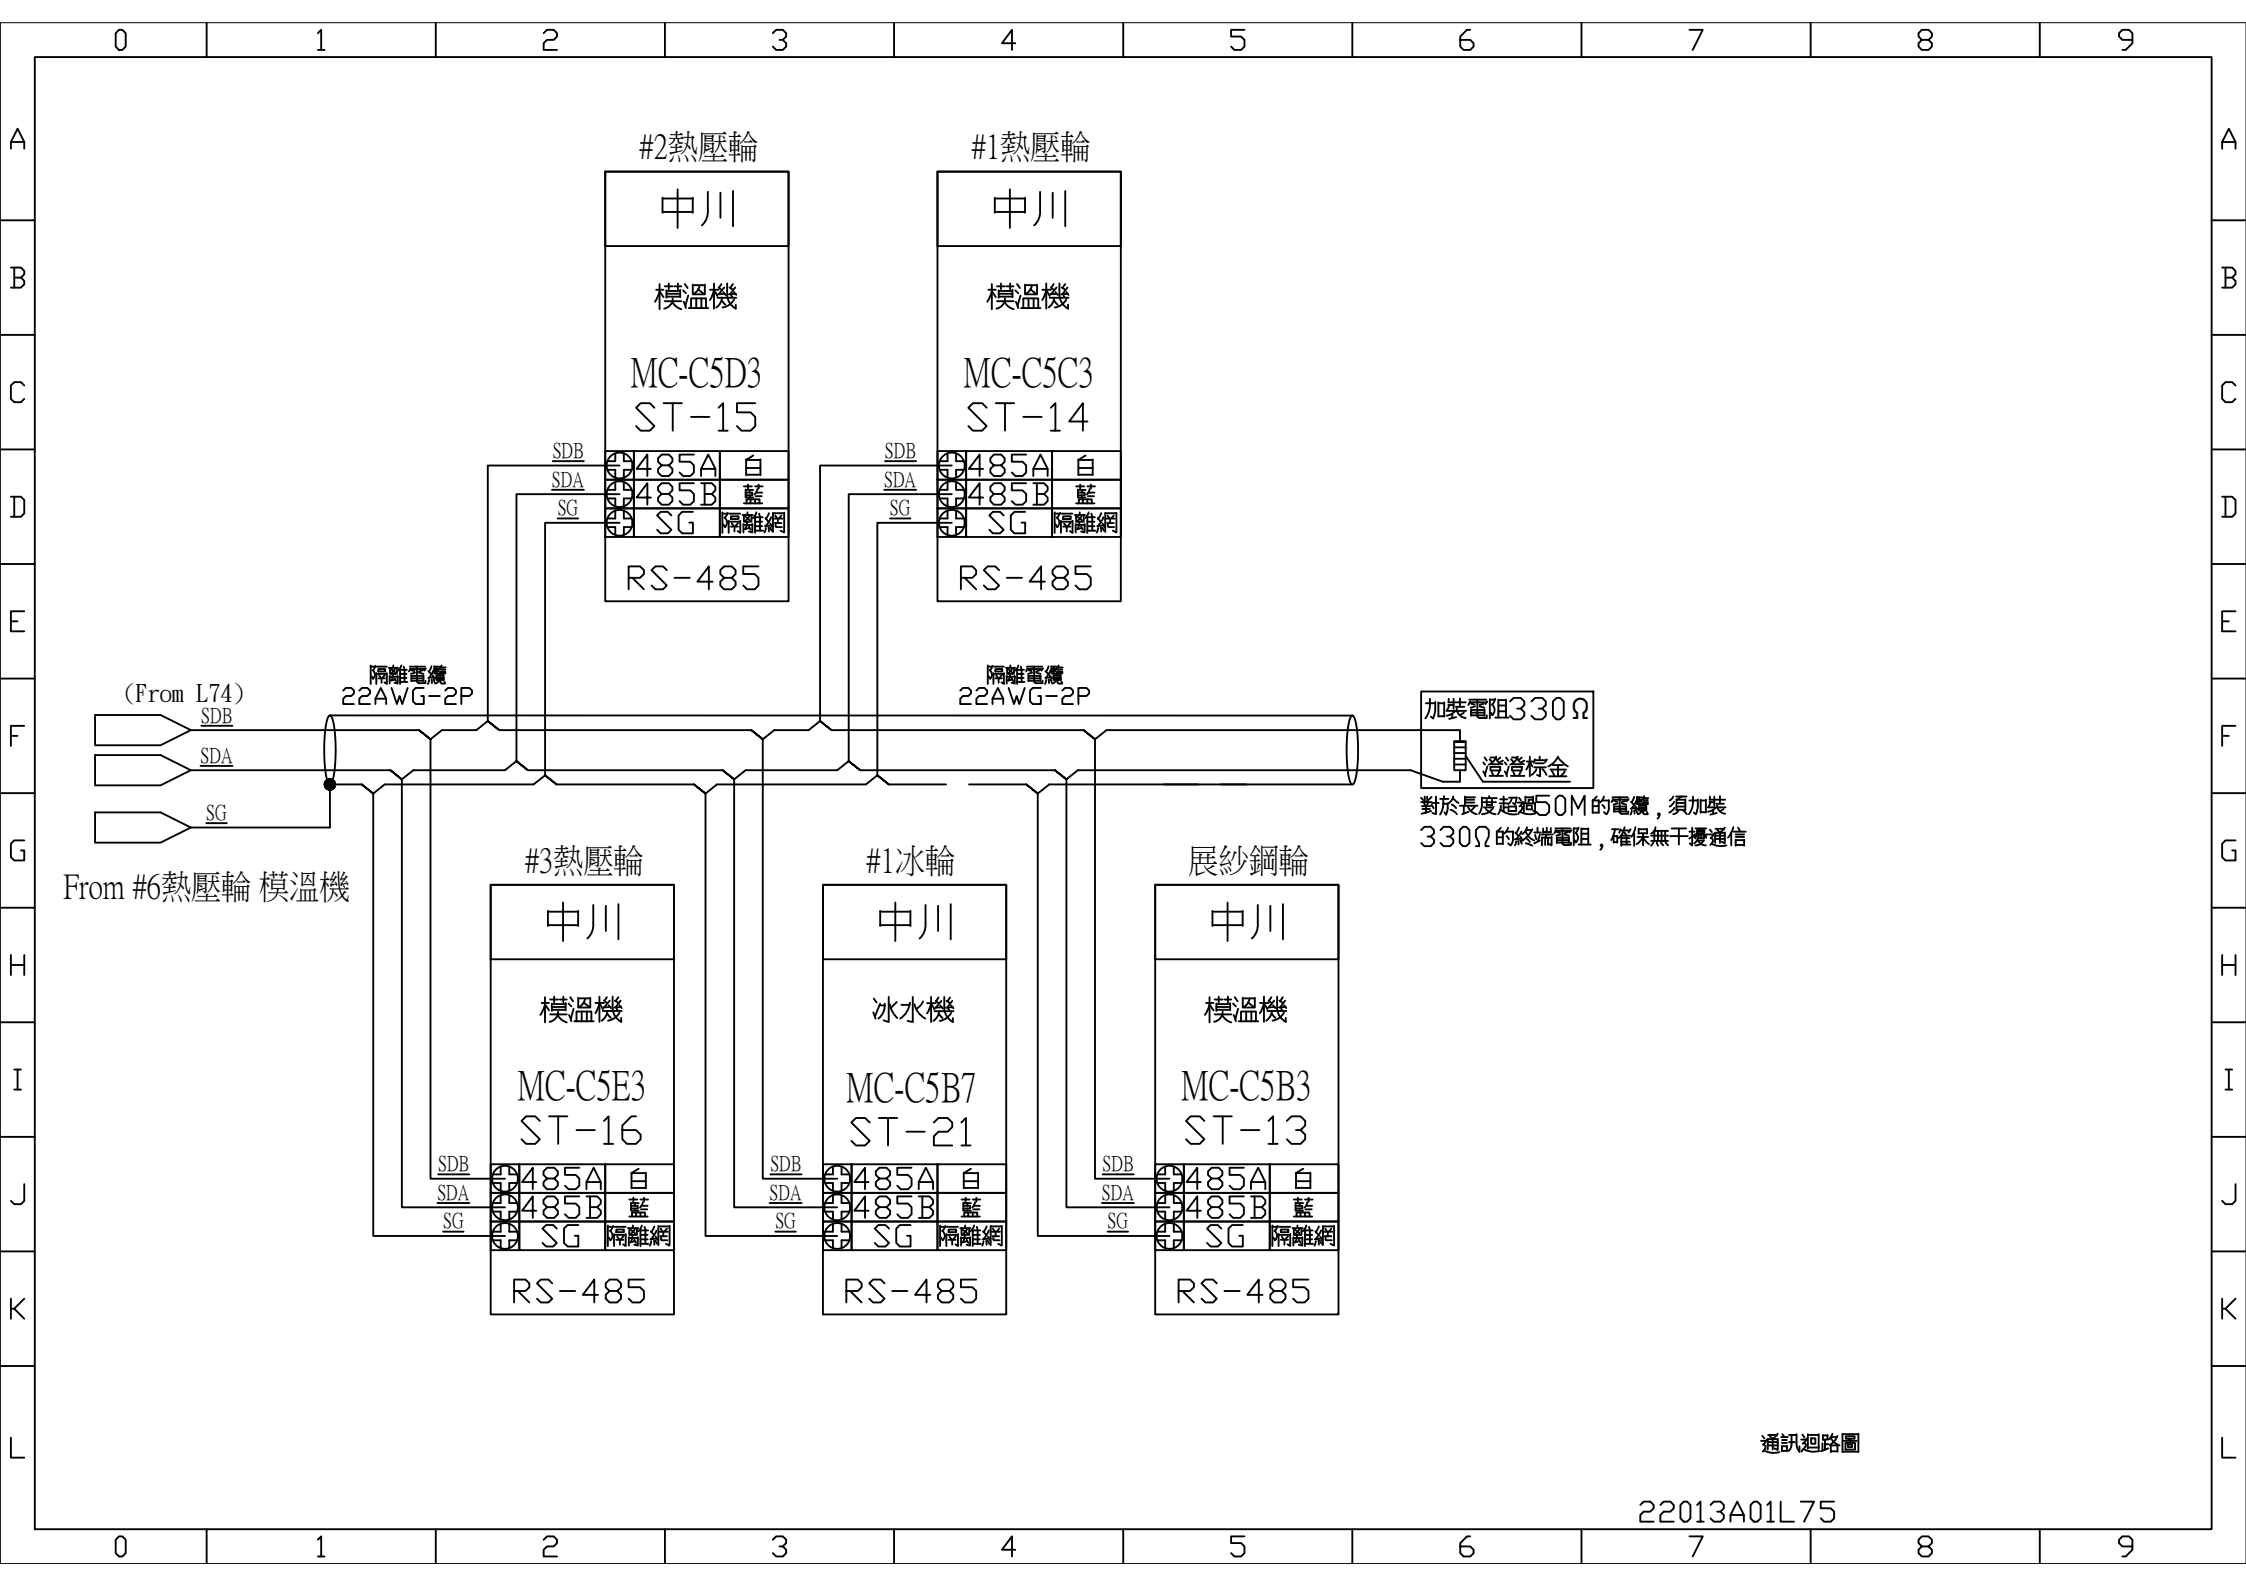 0 1 2 3 4 5 6 7 8 9
A A
B B
C C
D D
E E
F F
G G
H H
I I
J J
K K
L L
#2熱壓輪
中川
模溫機
MC-C5D3
ST-15
SDB 485A 白
SDA 485B 藍
SG SG 隔離網
RS-485
#1熱壓輪
中川
模溫機
MC-C5C3
ST-14
SDB 485A 白
SDA 485B 藍
SG SG 隔離網
RS-485
(From L74)
SDB
SDA
SG
From #6熱壓輪 模溫機
隔離電纜
22AWG-2P
隔離電纜
22AWG-2P
加裝電阻330Ω
澄澄棕金
對於長度超過50M的電纜，須加裝
330Ω的終端電阻，確保無干擾通信
#3熱壓輪
中川
模溫機
MC-C5E3
ST-16
SDB 485A 白
SDA 485B 藍
SG SG 隔離網
RS-485
#1冰輪
中川
冰水機
MC-C5B7
ST-21
SDB 485A 白
SDA 485B 藍
SG SG 隔離網
RS-485
展紗鋼輪
中川
模溫機
MC-C5B3
ST-13
SDB 485A 白
SDA 485B 藍
SG SG 隔離網
RS-485
通訊迴路圖
22013A01L75
0 1 2 3 4 5 6 7 8 9